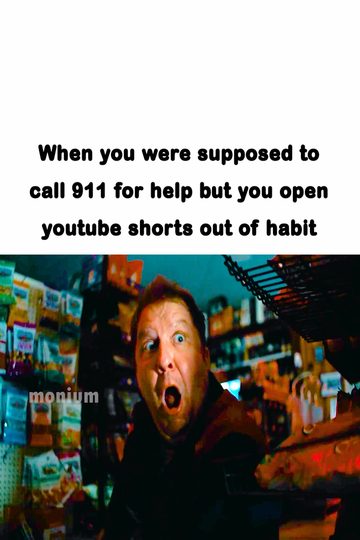 When you were supposed to
call 911 for help but you open
youtube shorts out of habit
monium